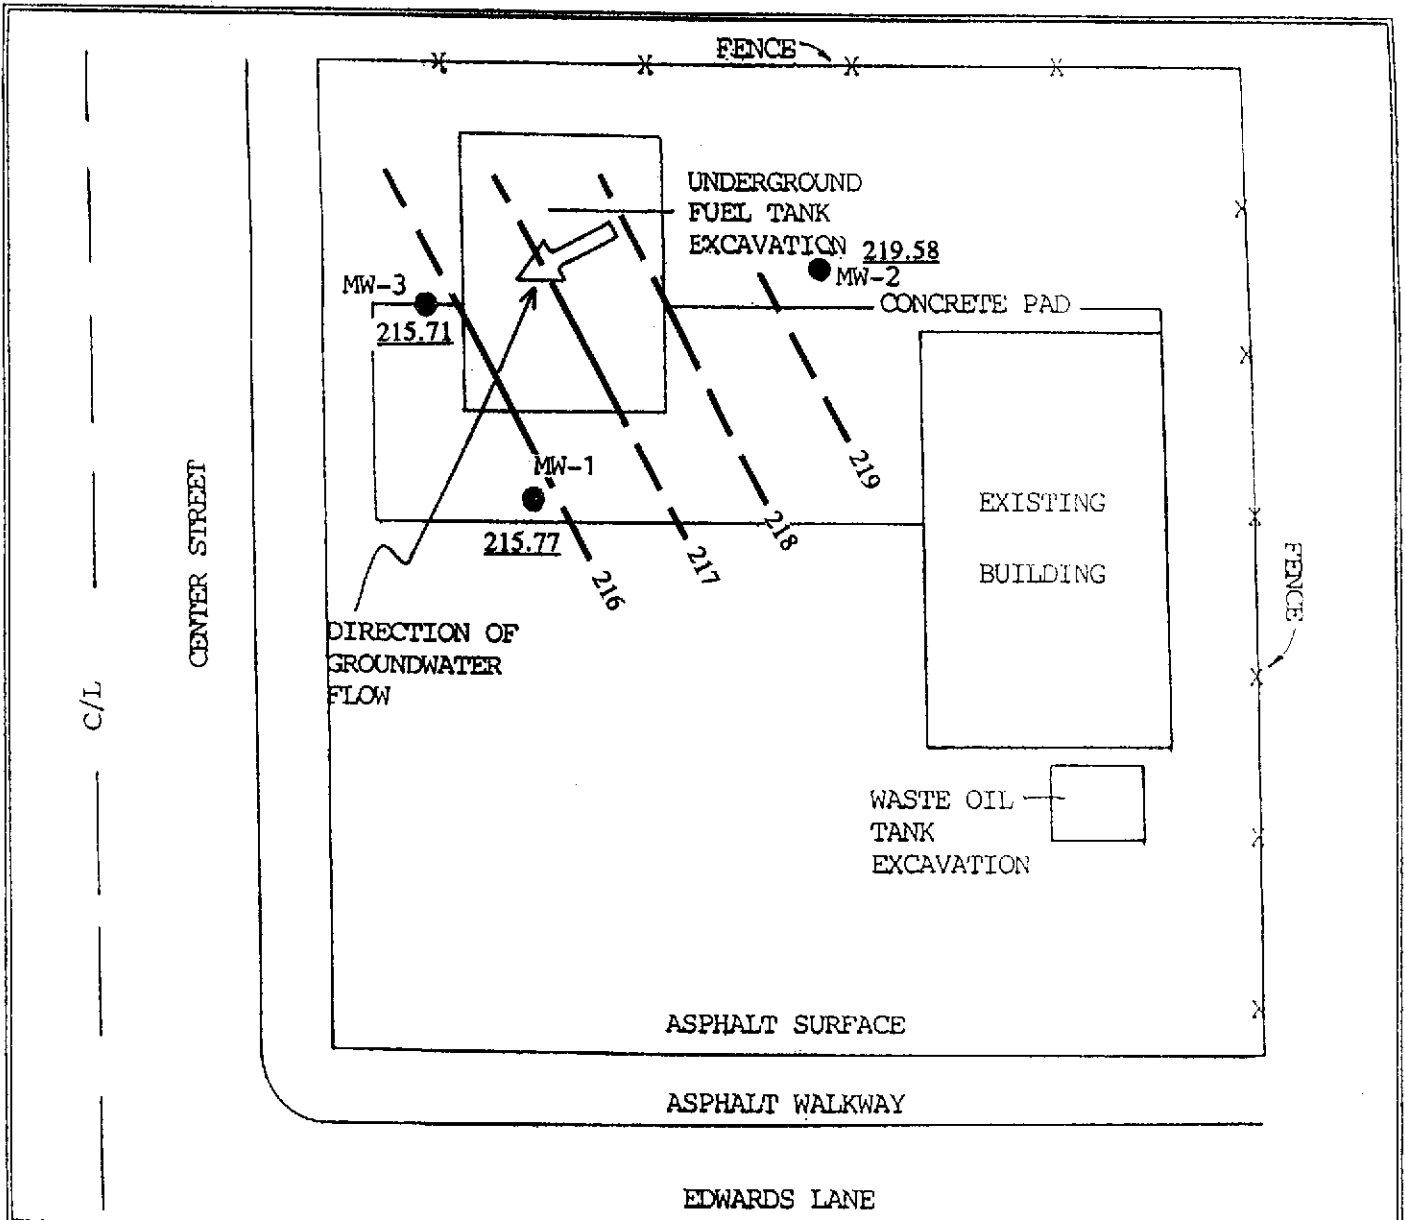 FENCE
X X X X
UNDERGROUND
FUEL TANK
EXCAVATION
219.58
MW-2
MW-3
215.71
CONCRETE PAD
X
X
MW-1
215.77
219
218
217
216
EXISTING
BUILDING
X
FENCE
X
CENTER STREET
DIRECTION OF
GROUNDWATER
FLOW
C/L
WASTE OIL
TANK
EXCAVATION
X
X
ASPHALT SURFACE
ASPHALT WALKWAY
EDWARDS LANE